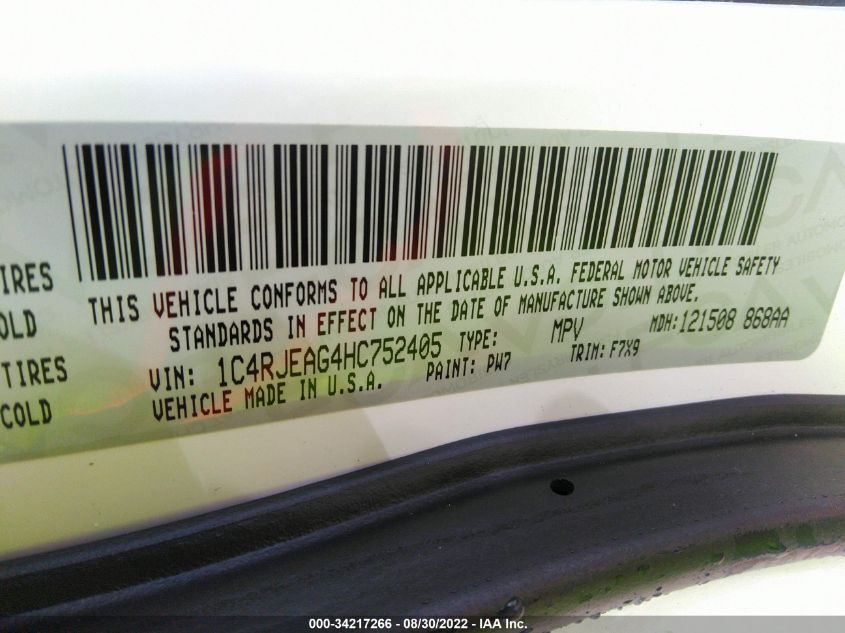 IRES
OLD
TIRES
COLD
THIS VEHICLE CONFORMS TO ALL APPLICABLE U.S.A. FEDERAL MOTOR VEHICLE SAFETY
STANDARDS IN EFFECT ON THE DATE OF MANUFACTURE SHOWN ABOVE.
VIN: 1C4RJEAG4HC752405 TYPE: MPV MDH:121508 868AA
VEHICLE MADE IN U.S.A. PAINT: PW7 TRIM: F7X9
000-34217266 - 08/30/2022 - IAA Inc.